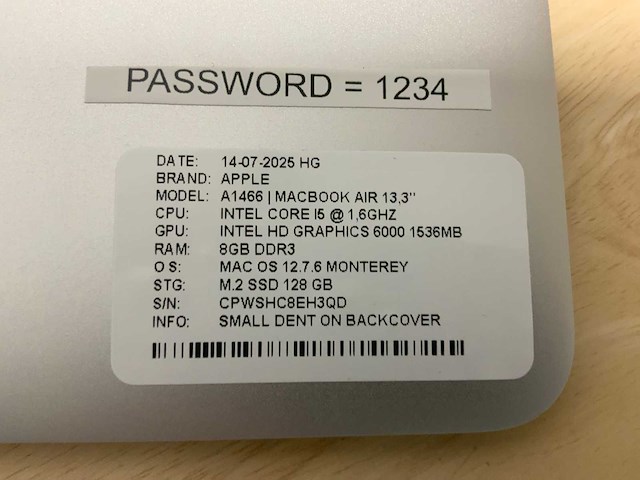 PASSWORD = 1234
DATE: 14-07-2025 HG
BRAND: APPLE
MODEL: A1466 | MACBOOK AIR 13,3''
CPU: INTEL CORE I5 @ 1,6GHZ
GPU: INTEL HD GRAPHICS 6000 1536MB
RAM: 8GB DDR3
OS: MAC OS 12.7.6 MONTEREY
STG: M.2 SSD 128 GB
S/N: CPWSHC8EH3QD
INFO: SMALL DENT ON BACKCOVER